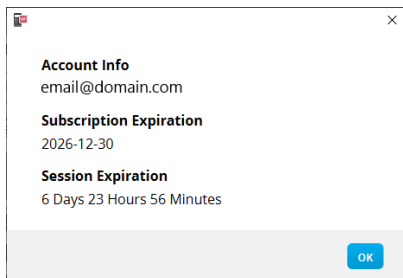 Account Info
email@domain.com
Subscription Expiration
2026-12-30
Session Expiration
6 Days 23 Hours 56 Minutes
OK